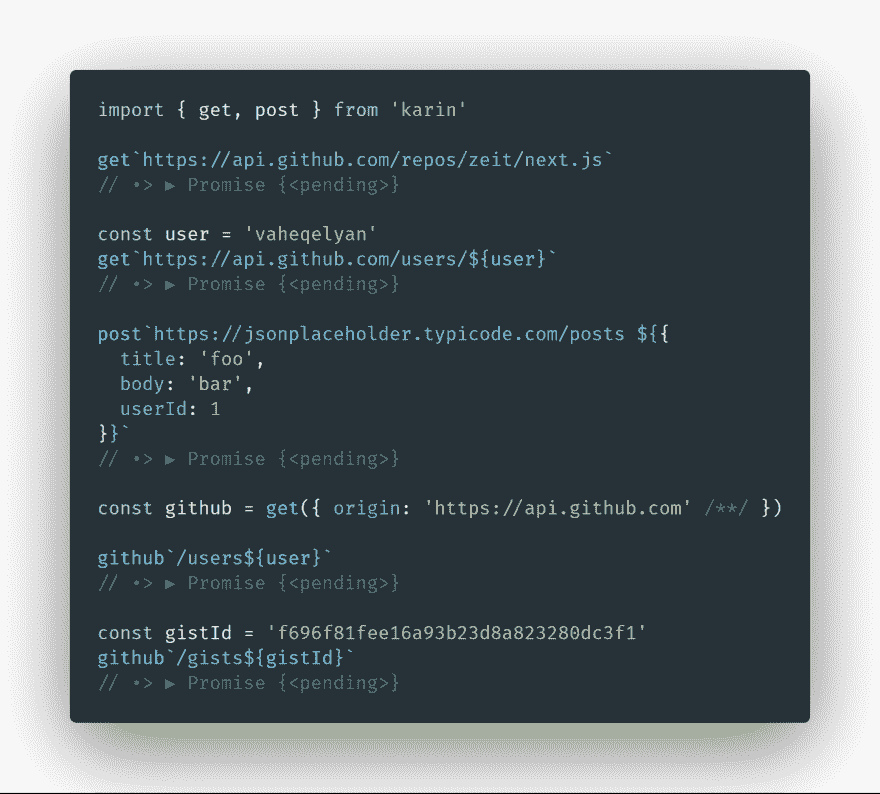 import { get, post } from 'karin'
get`https://api.github.com/repos/zeit/next.js`
// •> ▶ Promise {<pending>}
const user = 'vaheqelyan'
get`https://api.github.com/users/${user}`
// •> ▶ Promise {<pending>}
post`https://jsonplaceholder.typicode.com/posts ${{
  title: 'foo',
  body: 'bar',
  userId: 1
}}`
// •> ▶ Promise {<pending>}
const github = get({ origin: 'https://api.github.com' /**/ })
github`/users${user}`
// •> ▶ Promise {<pending>}
const gistId = 'f696f81fee16a93b23d8a823280dc3f1'
github`/gists${gistId}`
// •> ▶ Promise {<pending>}